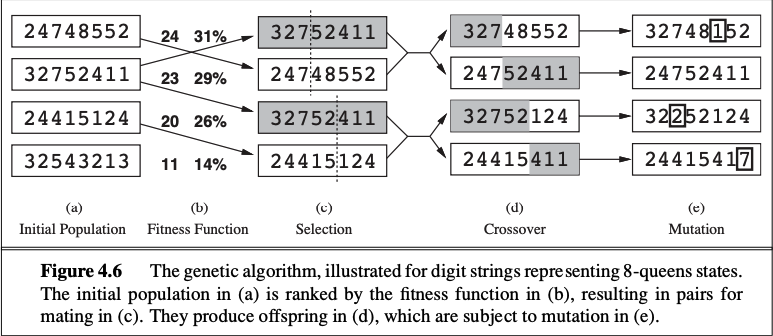 24748552 24 31% 32752411 32748552 32748152
32752411 23 29% 24748552 24752411 24752411
24415124 20 26% 32752411 32752124 32252124
32543213 11 14% 24415124 24415411 24415417
(a) (b) (c) (d) (e)
Initial Population Fitness Function Selection Crossover Mutation
Figure 4.6 The genetic algorithm, illustrated for digit strings representing 8-queens states.
The initial population in (a) is ranked by the fitness function in (b), resulting in pairs for
mating in (c). They produce offspring in (d), which are subject to mutation in (e).